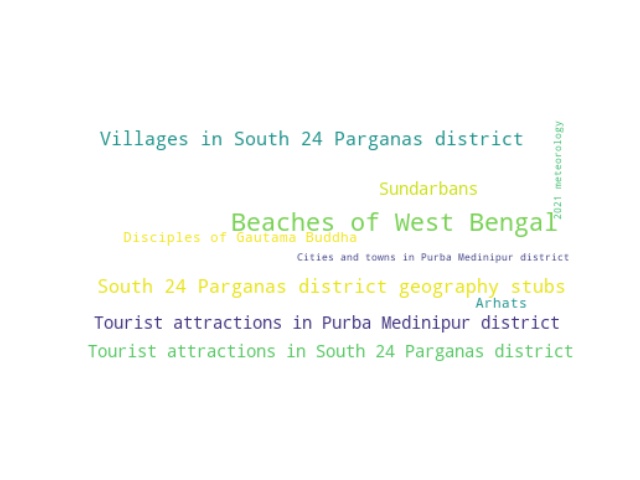 Villages in South 24 Parganas district
2021 meteorology
Sundarbans
Beaches of West Bengal
Disciples of Gautama Buddha
Cities and towns in Purba Medinipur district
South 24 Parganas district geography stubs
Arhats
Tourist attractions in Purba Medinipur district
Tourist attractions in South 24 Parganas district